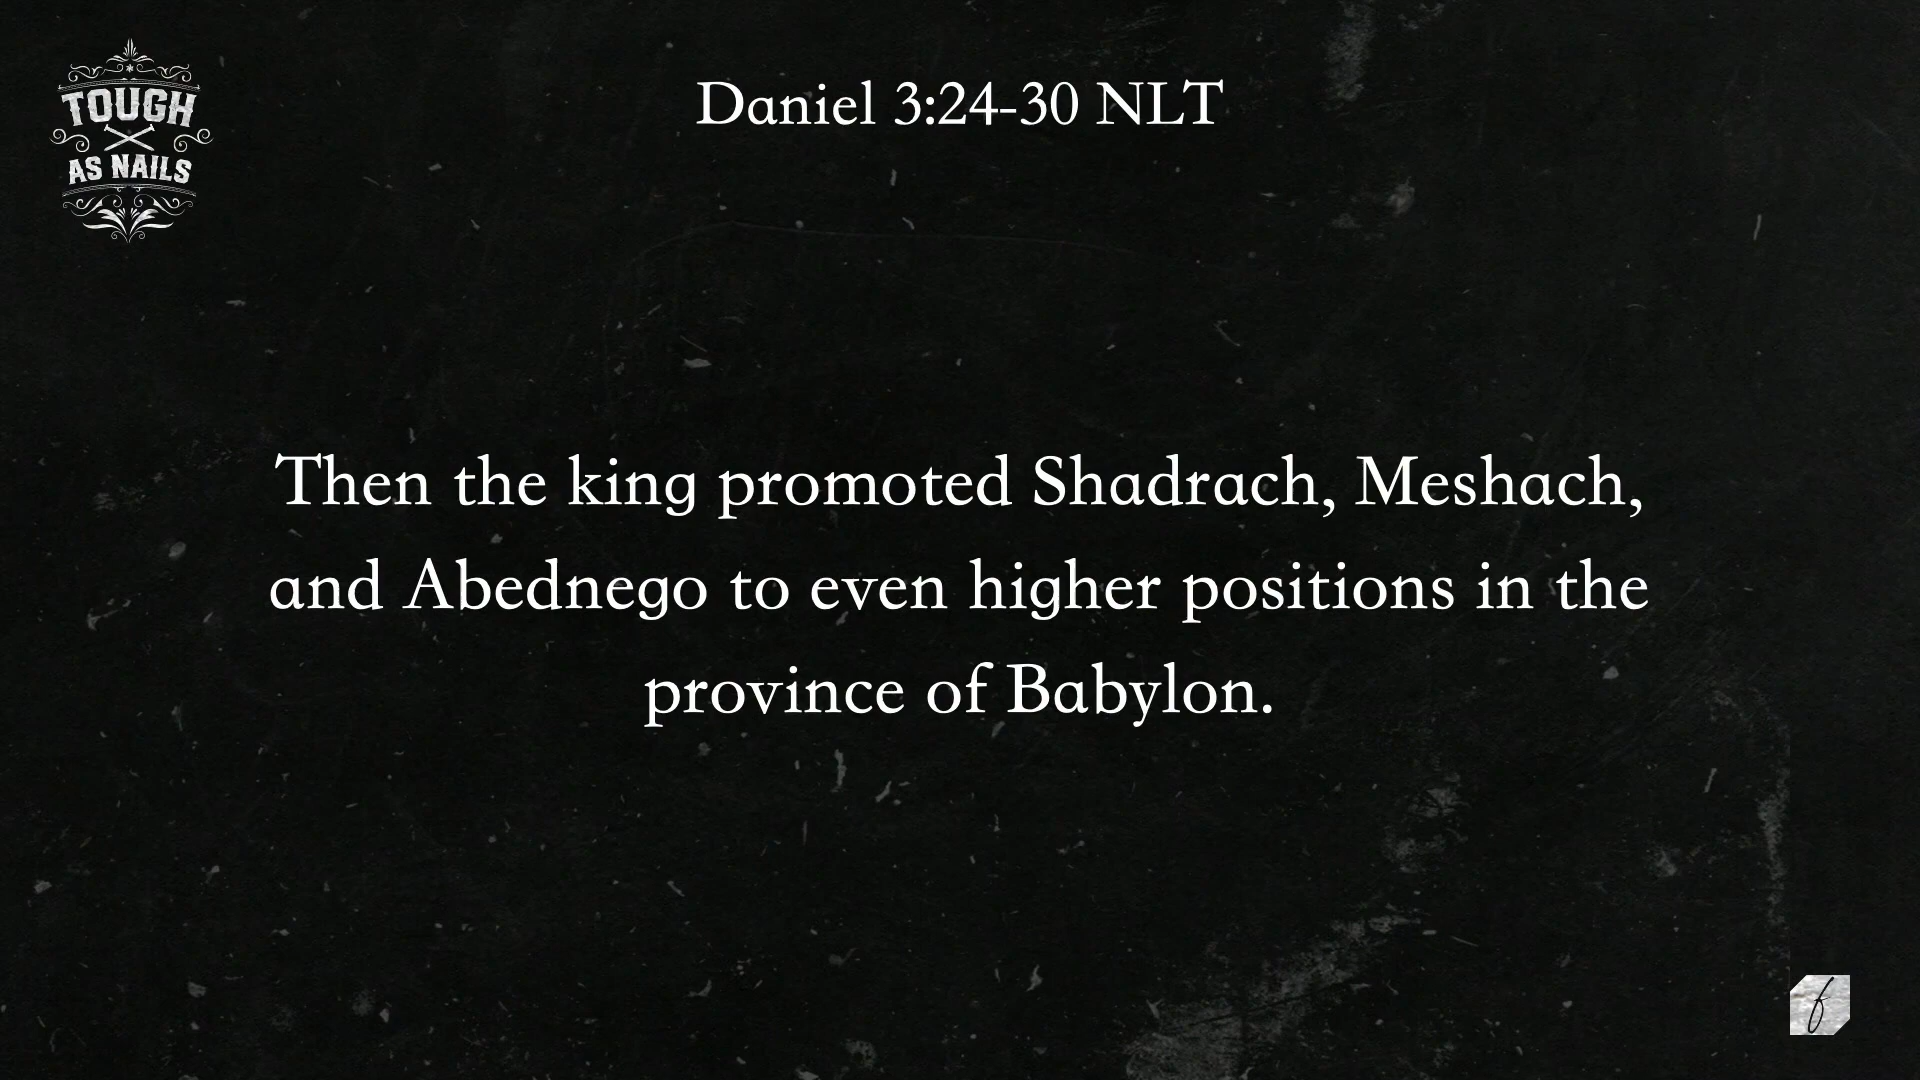 TOUGH
AS NAILS
Daniel 3:24-30 NLT
Then the king promoted Shadrach, Meshach,
and Abednego to even higher positions in the
province of Babylon.
f